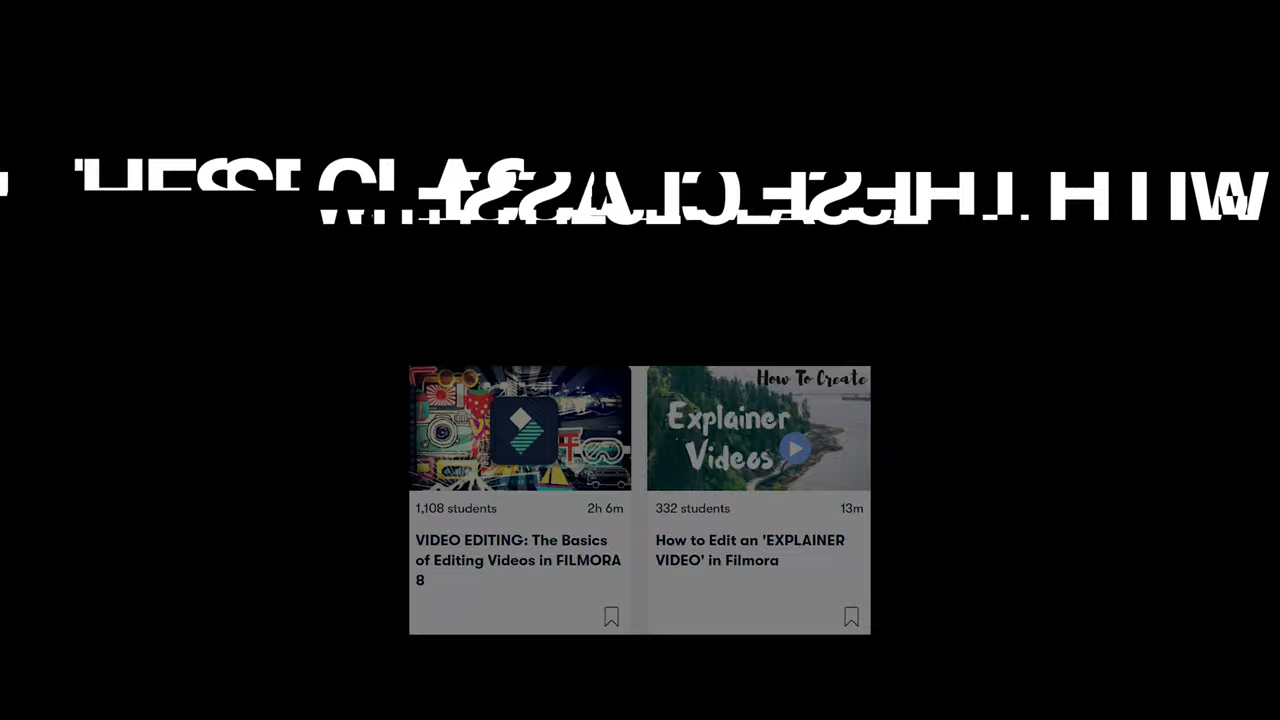 How To Create
Explainer
Videos
1,108 students 2h 6m
332 students 13m
VIDEO EDITING: The Basics
of Editing Videos in FILMORA
8
How to Edit an 'EXPLAINER
VIDEO' in Filmora